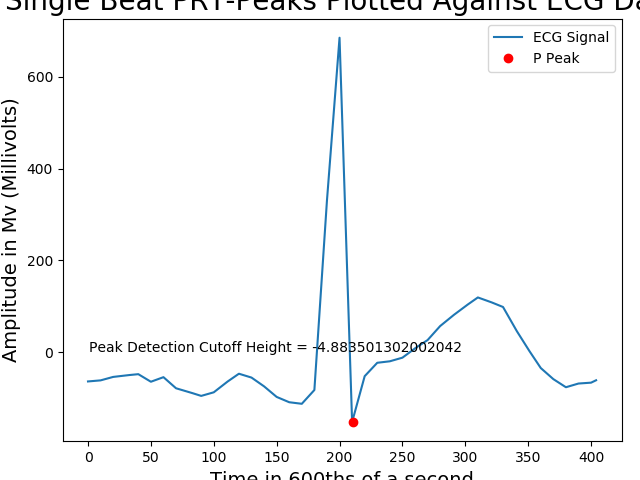 Single Beat PRT-Peaks Plotted Against ECG Da
ECG Signal
P Peak
Amplitude in Mv (Millivolts)
600
400
200
0
Peak Detection Cutoff Height = -4.883501302002042
0 50 100 150 200 250 300 350 400
Time in 600ths of a second